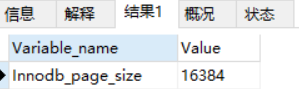 信息 解释 结果1 概况 状态
Variable_name Value
Innodb_page_size 16384